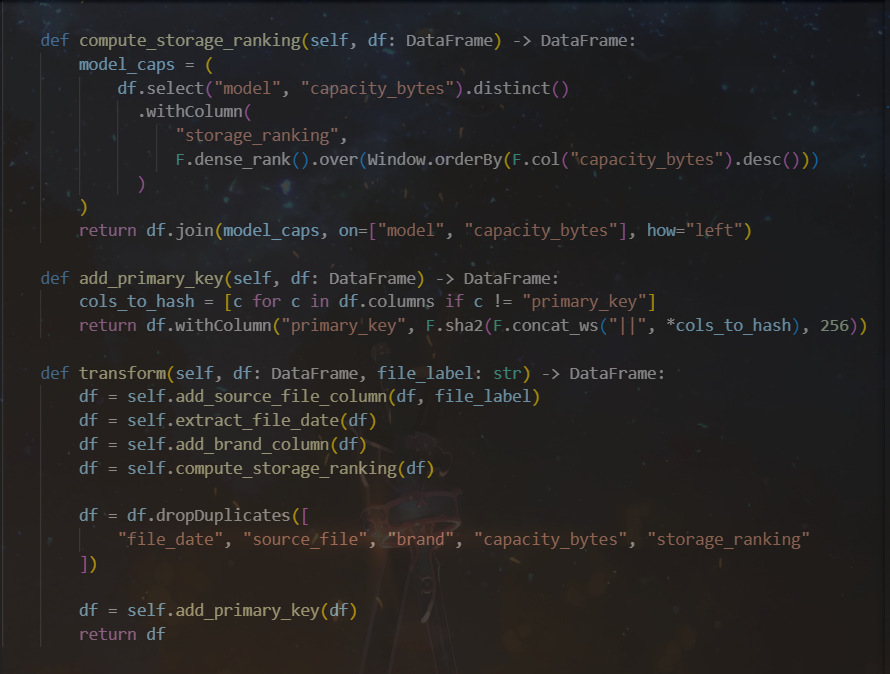 def compute_storage_ranking(self, df: DataFrame) -> DataFrame:
model_caps = (
df.select("model", "capacity_bytes").distinct()
.withColumn(
"storage_ranking",
F.dense_rank().over(Window.orderBy(F.col("capacity_bytes").desc()))
)
)
return df.join(model_caps, on=["model", "capacity_bytes"], how="left")
def add_primary_key(self, df: DataFrame) -> DataFrame:
cols_to_hash = [c for c in df.columns if c != "primary_key"]
return df.withColumn("primary_key", F.sha2(F.concat_ws("||", *cols_to_hash), 256))
def transform(self, df: DataFrame, file_label: str) -> DataFrame:
df = self.add_source_file_column(df, file_label)
df = self.extract_file_date(df)
df = self.add_brand_column(df)
df = self.compute_storage_ranking(df)
df = df.dropDuplicates([
"file_date", "source_file", "brand", "capacity_bytes", "storage_ranking"
])
df = self.add_primary_key(df)
return df